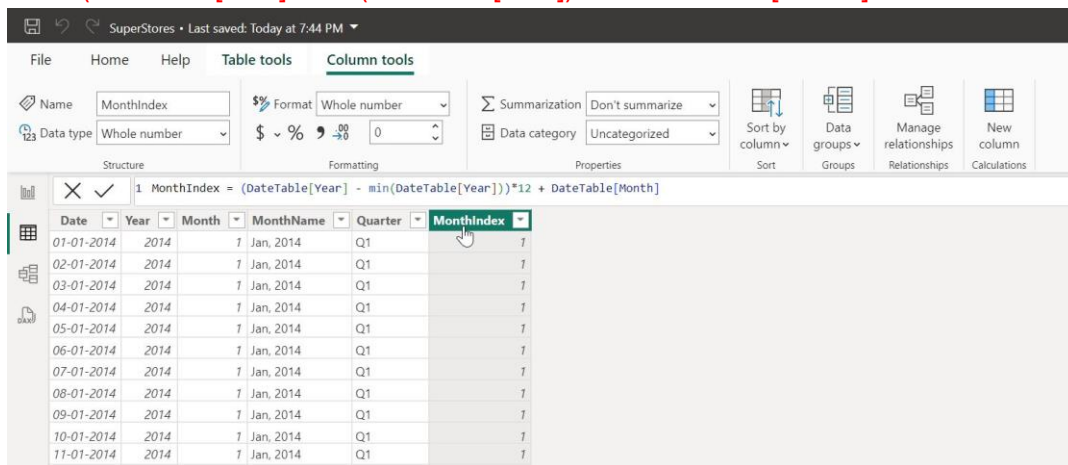 SuperStores • Last saved: Today at 7:44 PM
File Home Help Table tools Column tools
Name MonthIndex $% Format Whole number Summarization Don't summarize Sort by column Data groups Manage relationships New column
123 Data type Whole number $ % 9 .00 0 Data category Uncategorized
Structure Formatting Properties Sort Groups Relationships Calculations
1 MonthIndex = (DateTable[Year] - min(DateTable[Year]))*12 + DateTable[Month]
Date Year Month MonthName Quarter MonthIndex
01-01-2014 2014 1 Jan, 2014 Q1 1
02-01-2014 2014 1 Jan, 2014 Q1 1
03-01-2014 2014 1 Jan, 2014 Q1 1
04-01-2014 2014 1 Jan, 2014 Q1 1
05-01-2014 2014 1 Jan, 2014 Q1 1
06-01-2014 2014 1 Jan, 2014 Q1 1
07-01-2014 2014 1 Jan, 2014 Q1 1
08-01-2014 2014 1 Jan, 2014 Q1 1
09-01-2014 2014 1 Jan, 2014 Q1 1
10-01-2014 2014 1 Jan, 2014 Q1 1
11-01-2014 2014 1 Jan, 2014 Q1 1